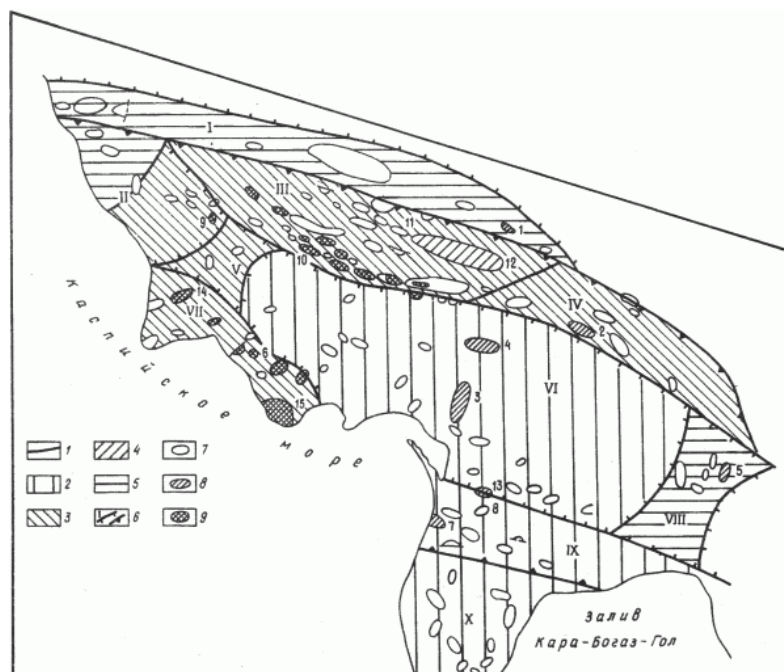 I
II
III
11
1
9
12
10
V
IV
14
2
VII
4
VI
6
3
15
Каспийское море
5
1 4 7
2 5 8
3 6 9
13
8
VIII
7
IX
X
Залив
Кара-Богаз-Гол